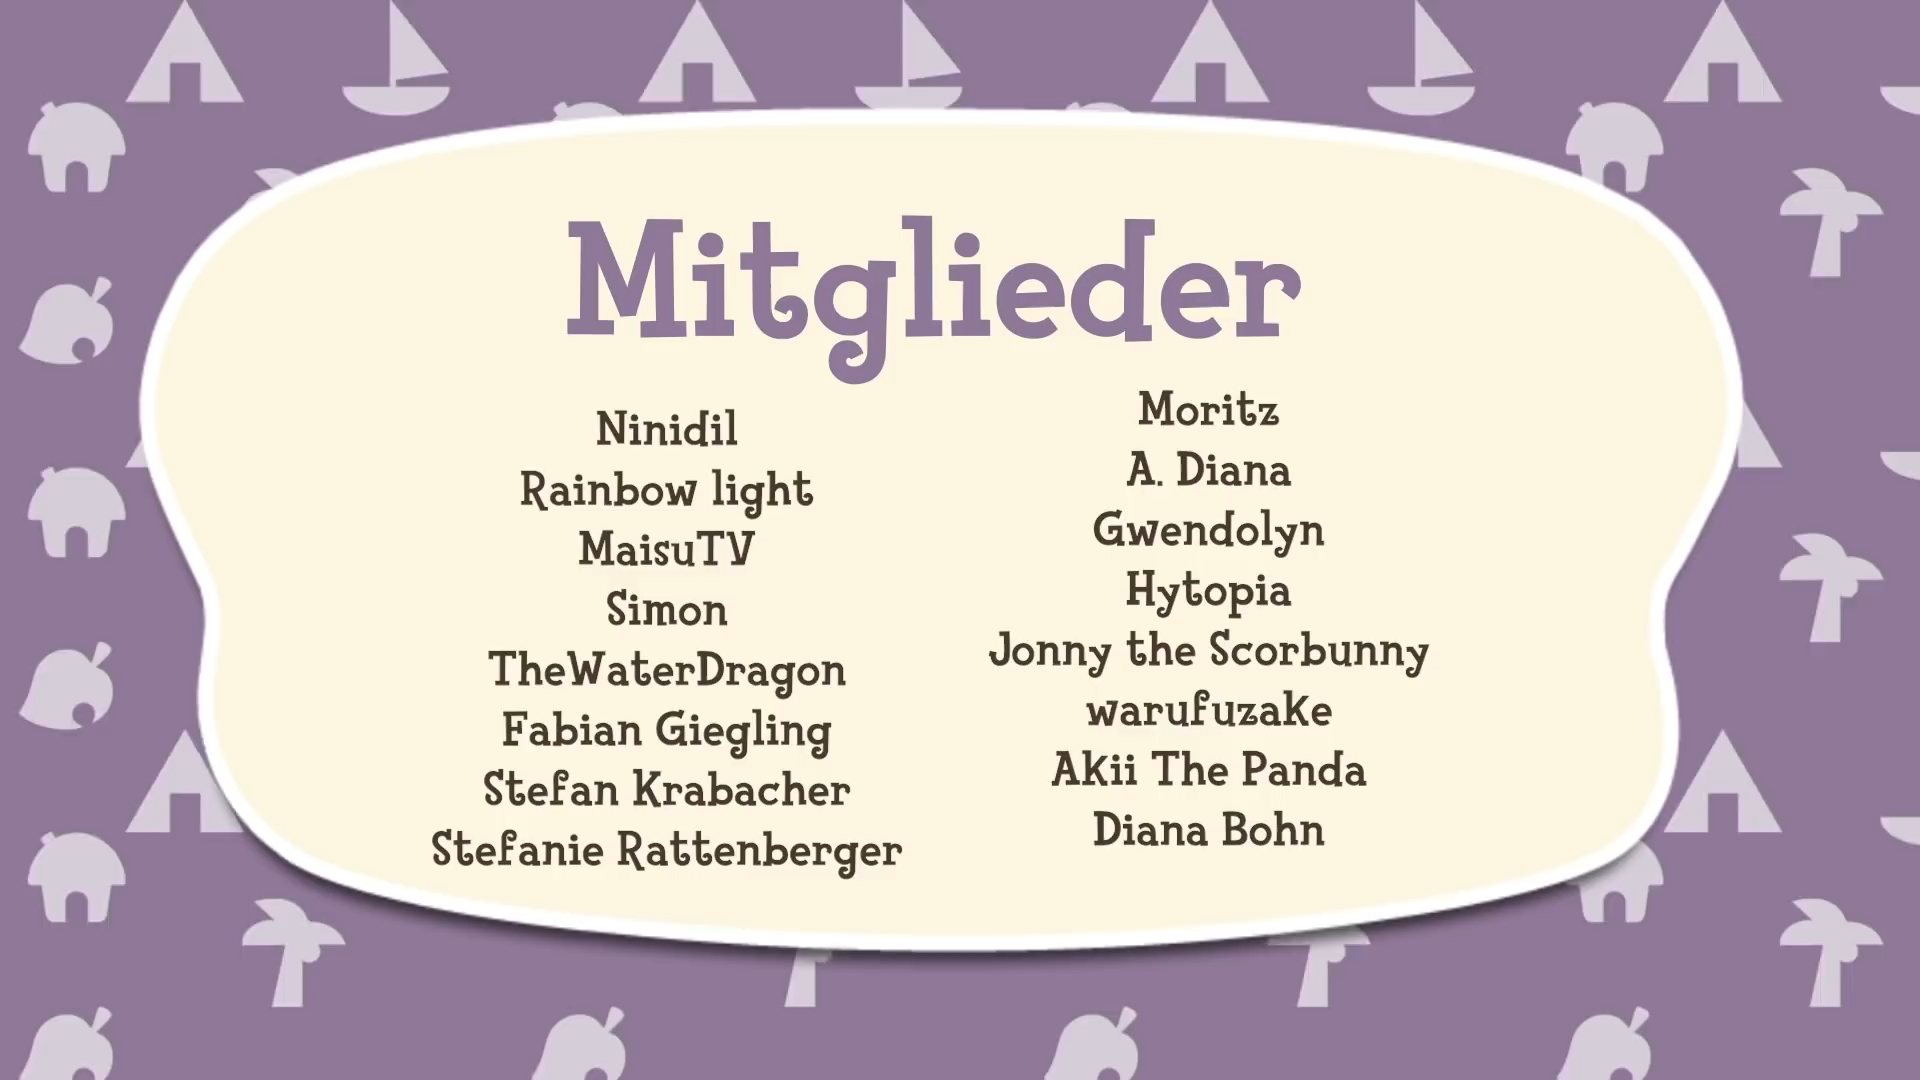 Mitglieder
Ninidil
Rainbow light
MaisuTV
Simon
TheWaterDragon
Fabian Giegling
Stefan Krabacher
Stefanie Rattenberger
Moritz
A. Diana
Gwendolyn
Hytopia
Jonny the Scorbunny
warufuzake
Akii The Panda
Diana Bohn